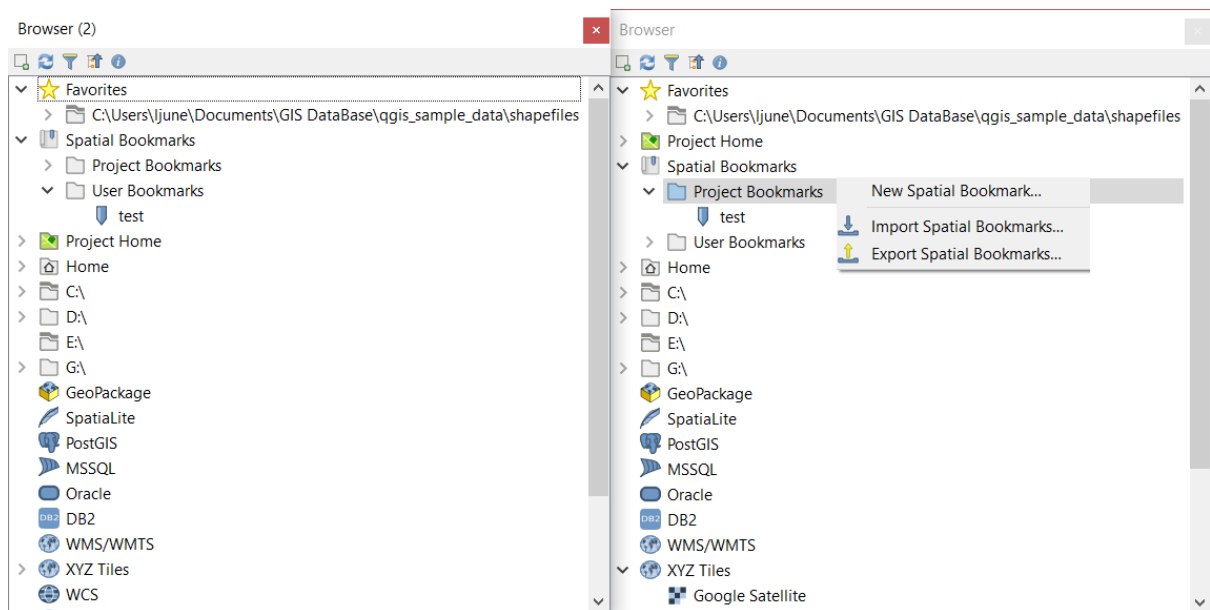 Browser (2)
Favorites
C:\Users\ljune\Documents\GIS DataBase\qgis_sample_data\shapefiles
Spatial Bookmarks
Project Bookmarks
User Bookmarks
test
Project Home
Home
C:\
D:\
E:\
G:\
GeoPackage
SpatiaLite
PostGIS
MSSQL
Oracle
DB2 DB2
WMS/WMTS
XYZ Tiles
WCS
Browser
Favorites
C:\Users\ljune\Documents\GIS DataBase\qgis_sample_data\shapefiles
Project Home
Spatial Bookmarks
Project Bookmarks
test
User Bookmarks
Home
C:\
D:\
E:\
G:\
GeoPackage
SpatiaLite
PostGIS
MSSQL
Oracle
DB2 DB2
WMS/WMTS
XYZ Tiles
Google Satellite
New Spatial Bookmark...
Import Spatial Bookmarks...
Export Spatial Bookmarks...